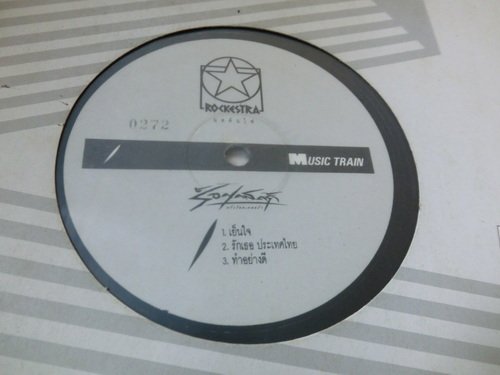 ROCKESTRA
0272
MUSIC TRAIN
1. เย็นใจ
2. รักเธอ ประเทศไทย
3. ทำอย่างดี